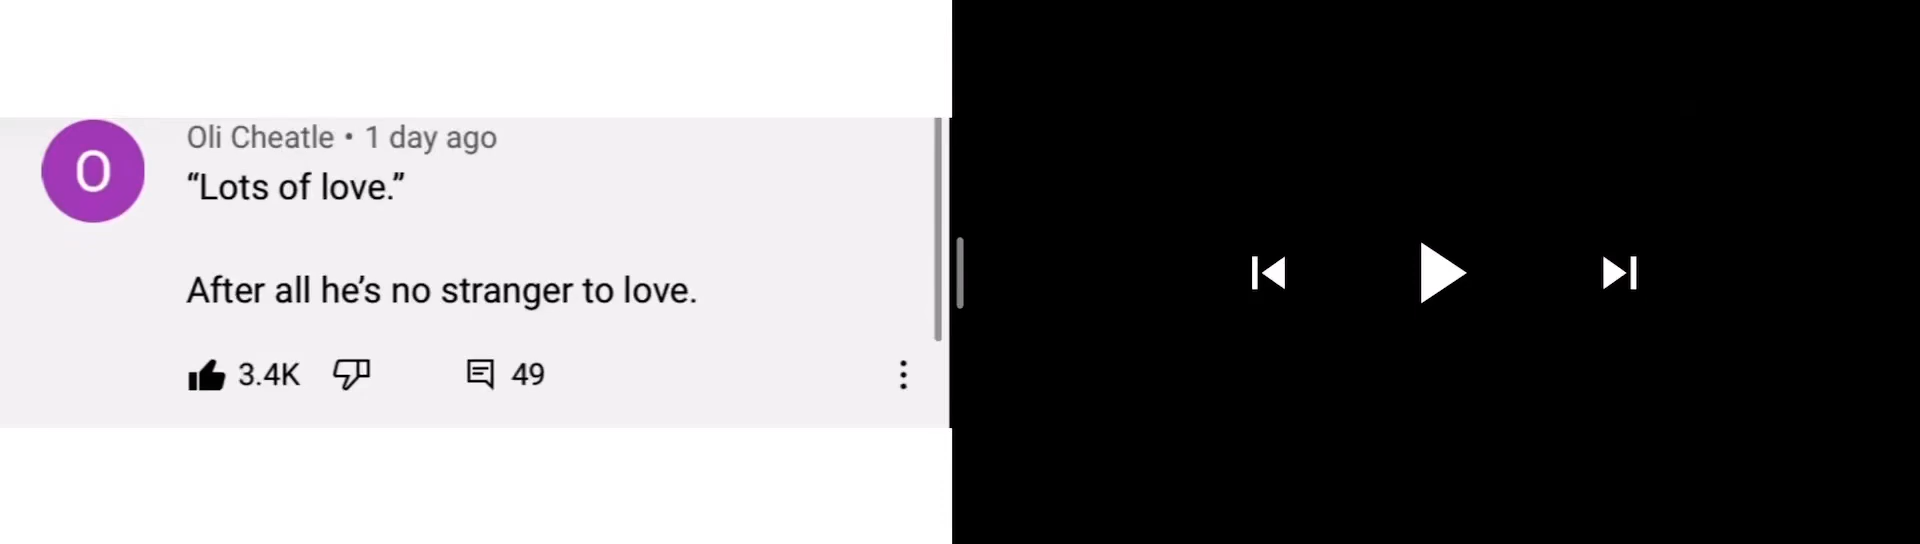 O
Oli Cheatle • 1 day ago
“Lots of love.”
After all he’s no stranger to love.
3.4K 49